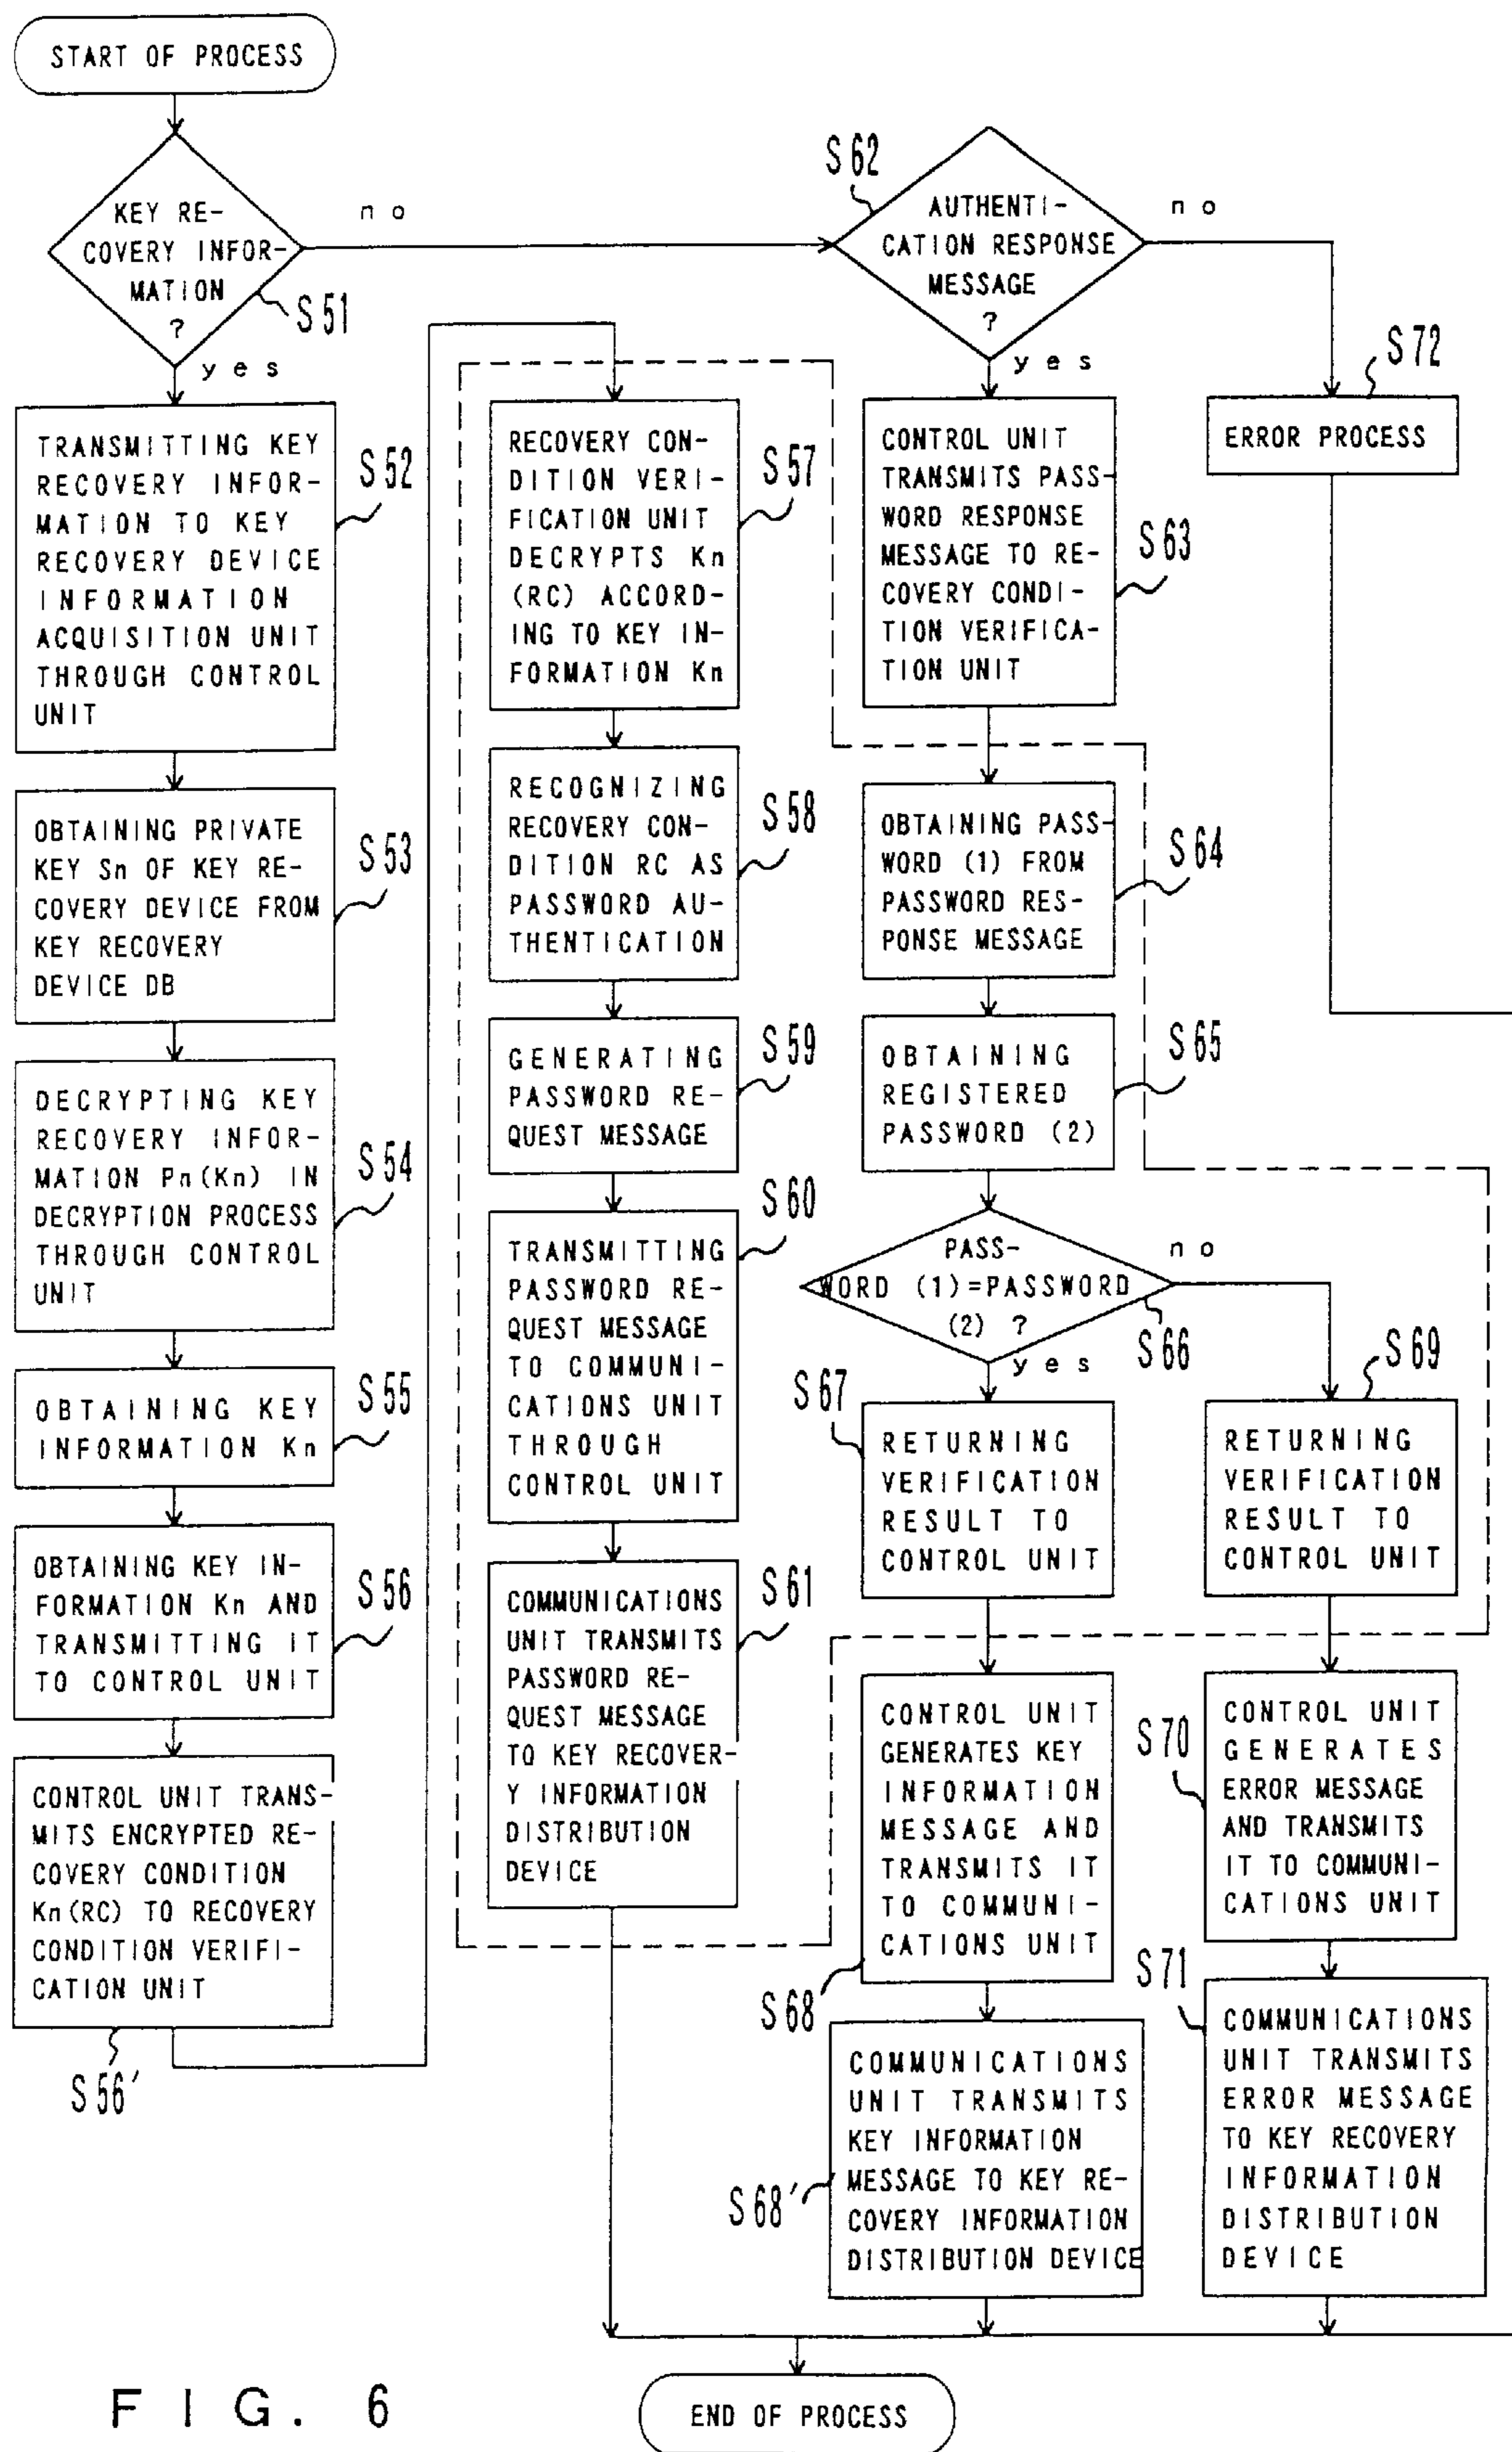 START OF PROCESS
KEY RE-
COVERY INFOR-
MATION
?
no
S51
yes
TRANSMITTING KEY
RECOVERY INFOR-
MATION TO KEY
RECOVERY DEVICE
INFORMATION
ACQUISITION UNIT
THROUGH CONTROL
UNIT
S52
OBTAINING PRIVATE
KEY Sn OF KEY RE-
COVERY DEVICE FROM
KEY RECOVERY
DEVICE DB
S53
DECRYPTING KEY
RECOVERY INFOR-
MATION Pn(Kn) IN
DECRYPTION PROCESS
THROUGH CONTROL
UNIT
S54
OBTAINING KEY
INFORMATION Kn
S55
OBTAINING KEY IN-
FORMATION Kn AND
TRANSMITTING IT
TO CONTROL UNIT
S56
CONTROL UNIT TRANS-
MITS ENCRYPTED RE-
COVERY CONDITION
Kn(RC) TO RECOVERY
CONDITION VERIFI-
CATION UNIT
S56'
RECOVERY CON-
DITION VERI-
FICATION UNIT
DECRYPTS Kn
(RC) ACCORD-
ING TO KEY IN-
FORMATION Kn
S57
RECOGNIZING
RECOVERY CON-
DITION RC AS
PASSWORD AU-
THENTICATION
S58
GENERATING
PASSWORD RE-
QUEST MESSAGE
S59
TRANSMITTING
PASSWORD RE-
QUEST MESSAGE
TO COMMUNI-
CATIONS UNIT
THROUGH
CONTROL UNIT
S60
COMMUNICATIONS
UNIT TRANSMITS
PASSWORD RE-
QUEST MESSAGE
TO KEY RECOVER-
Y INFORMATION
DISTRIBUTION
DEVICE
S61
S62
AUTHENTI-
CATION RESPONSE
MESSAGE
?
no
yes
CONTROL UNIT
TRANSMITS PASS-
WORD RESPONSE
MESSAGE TO RE-
COVERY CONDI-
TION VERIFICA-
TION UNIT
S63
OBTAINING PASS-
WORD (1) FROM
PASSWORD RES-
PONSE MESSAGE
S64
OBTAINING
REGISTERED
PASSWORD (2)
S65
PASS-
WORD (1)=PASSWORD
(2) ?
no
S66
yes
S67
RETURNING
VERIFICATION
RESULT TO
CONTROL UNIT
CONTROL UNIT
GENERATES KEY
INFORMATION
MESSAGE AND
TRANSMITS IT
TO COMMUNI-
CATIONS UNIT
S68
COMMUNICATIONS
UNIT TRANSMITS
KEY INFORMATION
MESSAGE TO KEY RE-
COVERY INFORMATION
DISTRIBUTION DEVICE
S68'
S72
ERROR PROCESS
S69
RETURNING
VERIFICATION
RESULT TO
CONTROL UNIT
S70
CONTROL UNIT
GENERATES
ERROR MESSAGE
AND TRANSMITS
IT TO COMMUNI-
CATIONS UNIT
S71
COMMUNICATIONS
UNIT TRANSMITS
ERROR MESSAGE
TO KEY RECOVERY
INFORMATION
DISTRIBUTION
DEVICE
END OF PROCESS
FIG. 6